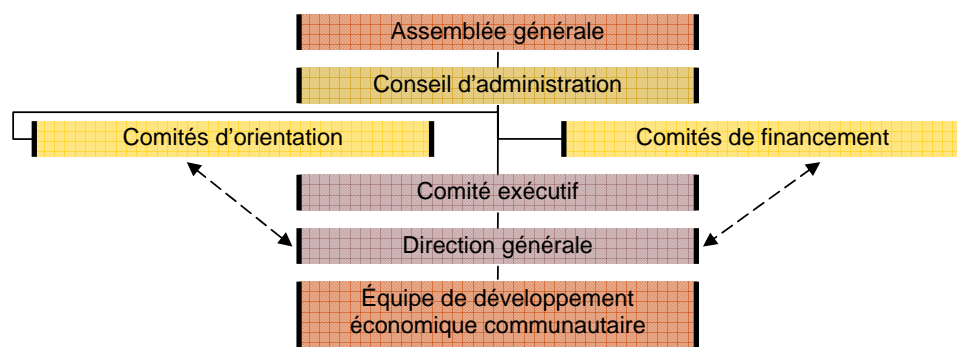 Assemblée générale
Conseil d'administration
Comités d'orientation
Comités de financement
Comité exécutif
Direction générale
Équipe de développement
économique communautaire